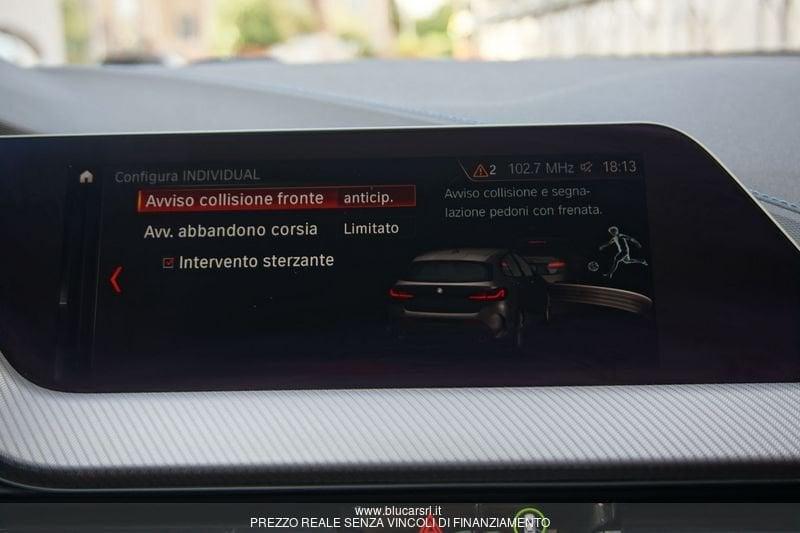 Configura INDIVIDUAL
2 102.7 MHz 18:13
Avviso collisione fronte anticip.
Avv. abbandono corsia Limitato
Intervento sterzante
Avviso collisione e segna-
lazione pedoni con frenata.
www.blucarsrl.it
PREZZO REALE SENZA VINCOLI DI FINANZIAMENTO